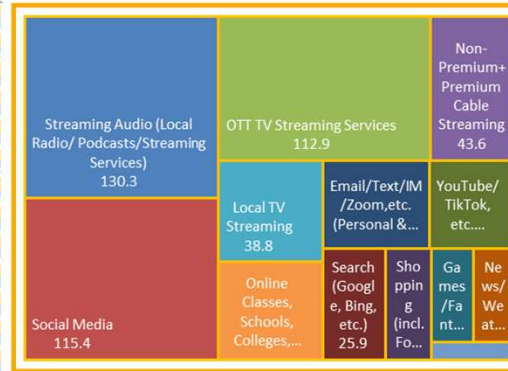 Streaming Audio (Local
Radio/ Podcasts/Streaming
Services)
130.3
Social Media
115.4
OTT TV Streaming Services
112.9
Non-
Premium+
Premium
Cable
Streaming
43.6
Local TV
Streaming
38.8
Online
Classes,
Schools,
Colleges,...
Email/Text/IM
/Zoom,etc.
(Personal &...
YouTube/
TikTok,
etc....
Search
(Googl
e, Bing,
etc.)
25.9
Sho
ppin
g
(incl.
Fo...
Ga
mes
/Fa
nt...
Ne
ws/
We
at...